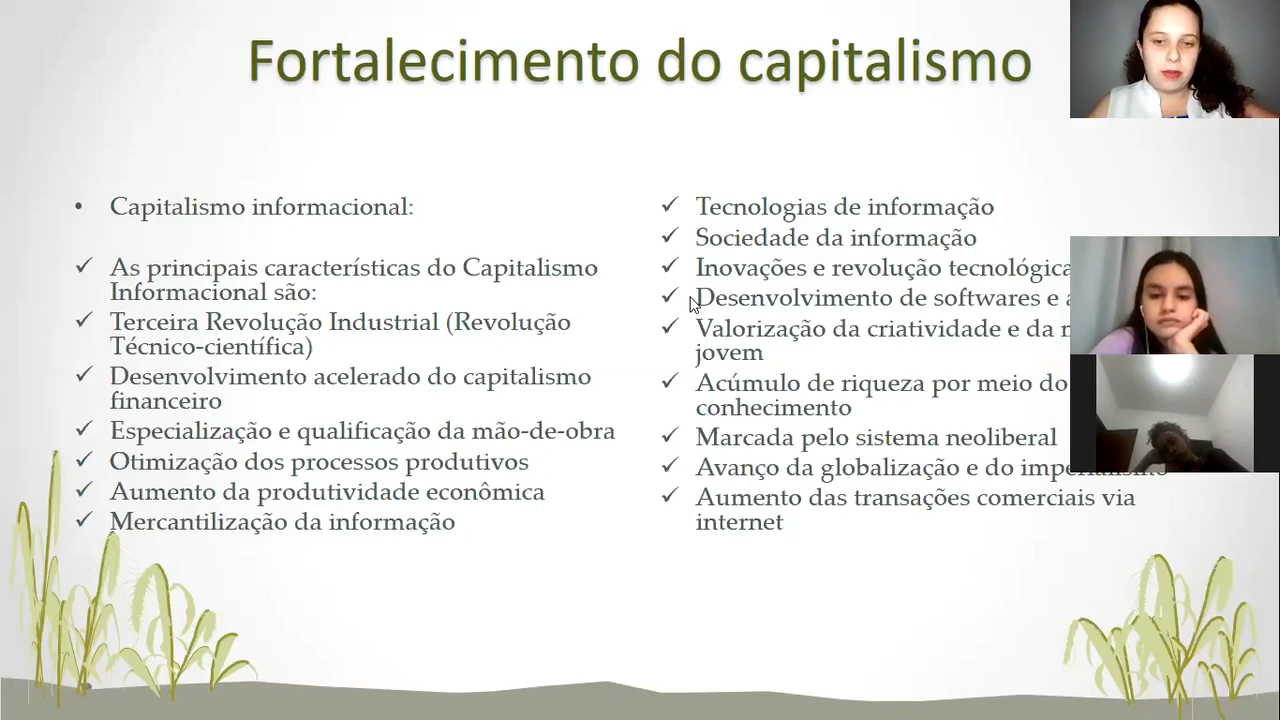 Fortalecimento do capitalismo
• Capitalismo informacional:
✓ As principais características do Capitalismo
Informacional são:
✓ Terceira Revolução Industrial (Revolução
Técnico-científica)
✓ Desenvolvimento acelerado do capitalismo
financeiro
✓ Especialização e qualificação da mão-de-obra
✓ Otimização dos processos produtivos
✓ Aumento da produtividade econômica
✓ Mercantilização da informação
✓ Tecnologias de informação
✓ Sociedade da informação
✓ Inovações e revolução tecnológica
✓ Desenvolvimento de softwares e
✓ Valorização da criatividade e da
jovem
✓ Acúmulo de riqueza por meio do
conhecimento
✓ Marcada pelo sistema neoliberal
✓ Avanço da globalização e do imperialismo
✓ Aumento das transações comerciais via
internet